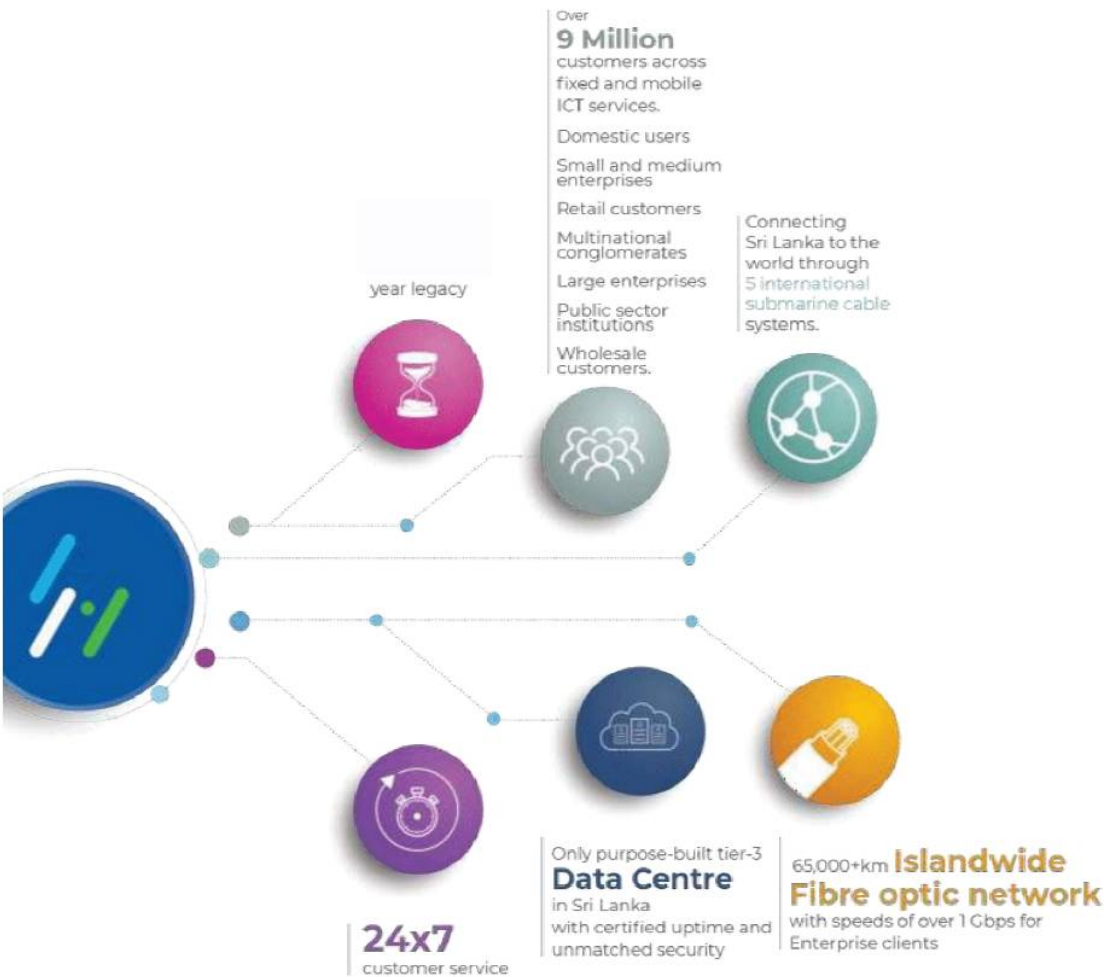 Over
9 Million
customers across
fixed and mobile
ICT services.
Domestic users
Small and medium
enterprises
Retail customers
Multinational
conglomerates
Large enterprises
Public sector
institutions
Wholesale
customers.
Connecting
Sri Lanka to the
world through
5 international
submarine cable
systems.
year legacy
24x7
customer service
Only purpose-built tier-3
Data Centre
in Sri Lanka
with certified uptime and
unmatched security
65,000+km Islandwide
Fibre optic network
with speeds of over 1 Gbps for
Enterprise clients